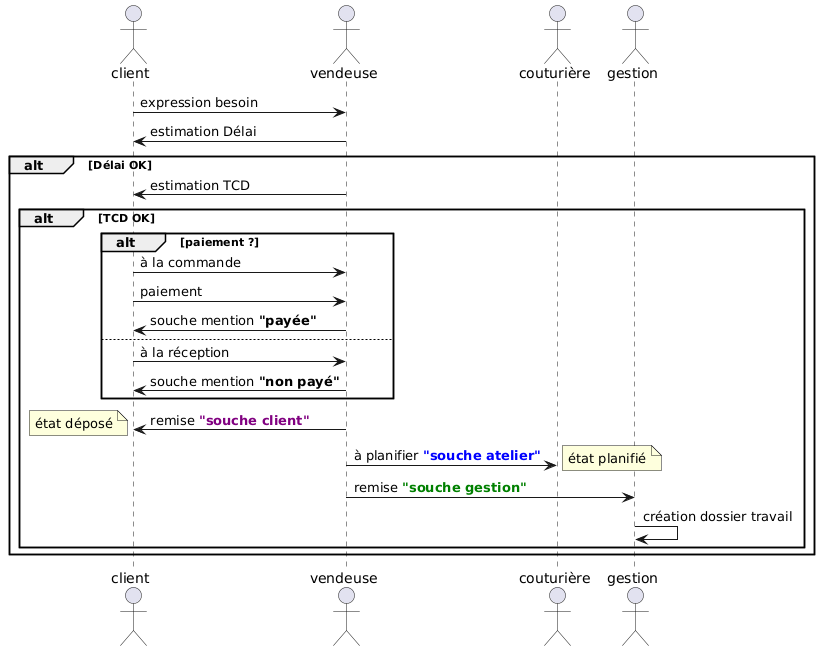 client vendeuse couturière gestion
expression besoin
estimation Délai
alt [Délai OK]
estimation TCD
alt [TCD OK]
alt [paiement ?]
à la commande
paiement
souche mention "payée"
à la réception
souche mention "non payé"
état déposé remise "souche client"
à planifier "souche atelier" état planifié
remise "souche gestion"
création dossier travail
client vendeuse couturière gestion